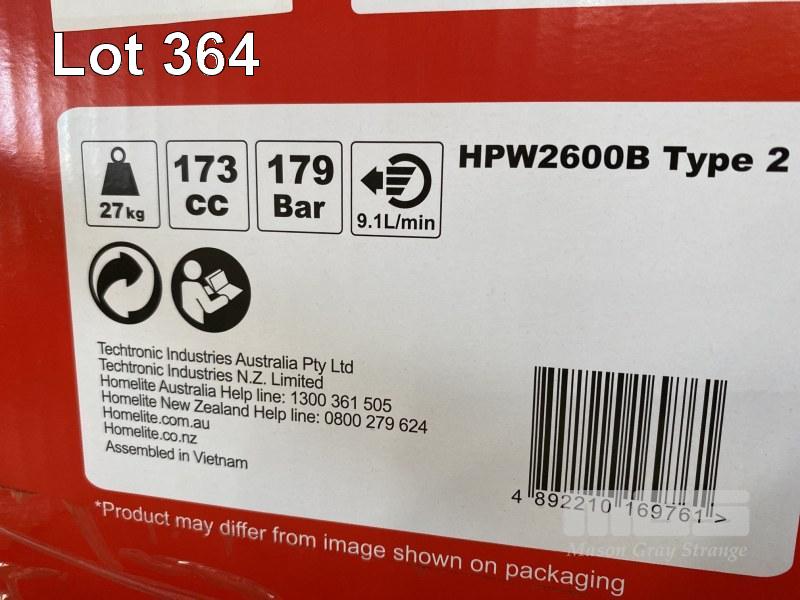 Lot 364
27kg
173
CC
179
Bar
9.1L/min
HPW2600B Type 2
Techtronic Industries Australia Pty Ltd
Techtronic Industries N.Z. Limited
Homelite Australia Help line: 1300 361 505
Homelite New Zealand Help line: 0800 279 624
Homelite.com.au
Homelite.co.nz
Assembled in Vietnam
4 892210 169761 >
MGS
Mason Gray Strange
*Product may differ from image shown on packaging